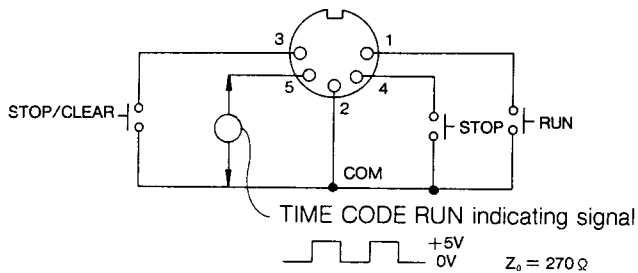 3
1
5
2
4
STOP/CLEAR
STOP
RUN
COM
TIME CODE RUN indicating signal
+5V
0V
Z₀ = 270 Ω